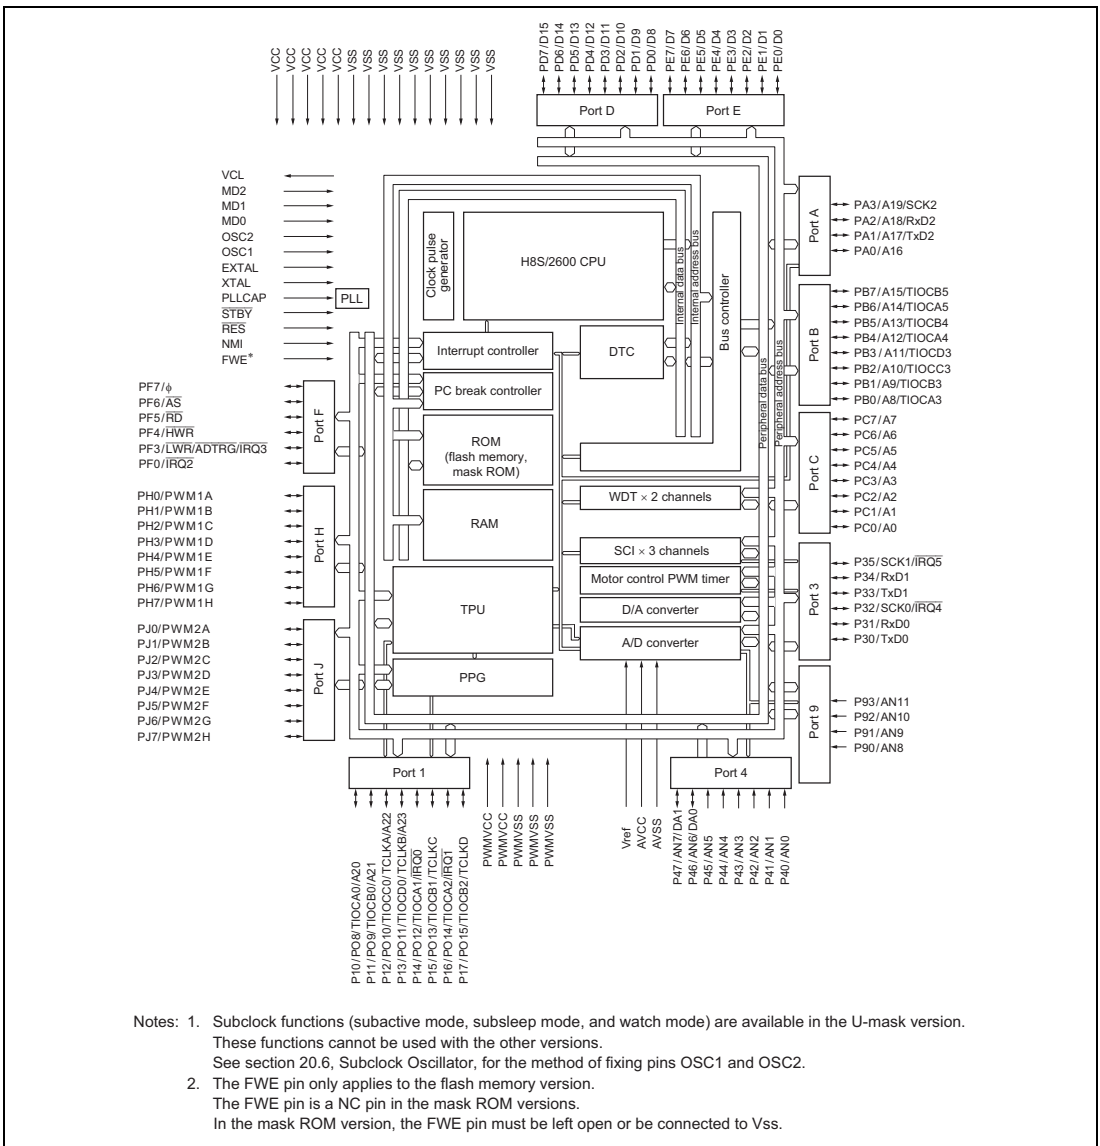 VCC
VCC
VCC
VCC
VCC
VSS
VSS
VSS
VSS
VSS
VSS
VSS
VSS
VSS
VSS
PD7/D15
PD6/D14
PD5/D13
PD4/D12
PD3/D11
PD2/D10
PD1/D9
PD0/D8
PE7/D7
PE6/D6
PE5/D5
PE4/D4
PE3/D3
PE2/D2
PE1/D1
PE0/D0
Port D
Port E
VCL
MD2
MD1
MD0
OSC2
OSC1
EXTAL
XTAL
PLLCAP
STBY
RES
NMI
FWE*
PLL
Clock pulse
generator
H8S/2600 CPU
Internal data bus
Internal address bus
Bus controller
Interrupt controller
DTC
PC break controller
ROM
(flash memory,
mask ROM)
RAM
WDT × 2 channels
SCI × 3 channels
Motor control PWM timer
D/A converter
A/D converter
TPU
PPG
Peripheral data bus
Peripheral address bus
Port A
PA3/A19/SCK2
PA2/A18/RxD2
PA1/A17/TxD2
PA0/A16
Port B
PB7/A15/TIOCB5
PB6/A14/TIOCA5
PB5/A13/TIOCB4
PB4/A12/TIOCA4
PB3/A11/TIOCD3
PB2/A10/TIOCC3
PB1/A9/TIOCB3
PB0/A8/TIOCA3
Port C
PC7/A7
PC6/A6
PC5/A5
PC4/A4
PC3/A3
PC2/A2
PC1/A1
PC0/A0
Port 3
P35/SCK1/IRQ5
P34/RxD1
P33/TxD1
P32/SCK0/IRQ4
P31/RxD0
P30/TxD0
Port 9
P93/AN11
P92/AN10
P91/AN9
P90/AN8
PF7/ϕ
PF6/AS
PF5/RD
PF4/HWR
PF3/LWR/ADTRG/IRQ3
PF0/IRQ2
Port F
PH0/PWM1A
PH1/PWM1B
PH2/PWM1C
PH3/PWM1D
PH4/PWM1E
PH5/PWM1F
PH6/PWM1G
PH7/PWM1H
Port H
PJ0/PWM2A
PJ1/PWM2B
PJ2/PWM2C
PJ3/PWM2D
PJ4/PWM2E
PJ5/PWM2F
PJ6/PWM2G
PJ7/PWM2H
Port J
Port 1
Port 4
P10/PO8/TIOCA0/A20
P11/PO9/TIOCB0/A21
P12/PO10/TIOCC0/TCLKA/A22
P13/PO11/TIOCD0/TCLKB/A23
P14/PO12/TIOCA1/IRQ0
P15/PO13/TIOCB1/TCLKC
P16/PO14/TIOCA2/IRQ1
P17/PO15/TIOCB2/TCLKD
PWMVCC
PWMVCC
PWMVSS
PWMVSS
PWMVSS
Vref
AVCC
AVSS
P47/AN7/DA1
P46/AN6/DA0
P45/AN5
P44/AN4
P43/AN3
P42/AN2
P41/AN1
P40/AN0
Notes: 1. Subclock functions (subactive mode, subsleep mode, and watch mode) are available in the U-mask version.
These functions cannot be used with the other versions.
See section 20.6, Subclock Oscillator, for the method of fixing pins OSC1 and OSC2.
2. The FWE pin only applies to the flash memory version.
The FWE pin is a NC pin in the mask ROM versions.
In the mask ROM version, the FWE pin must be left open or be connected to Vss.